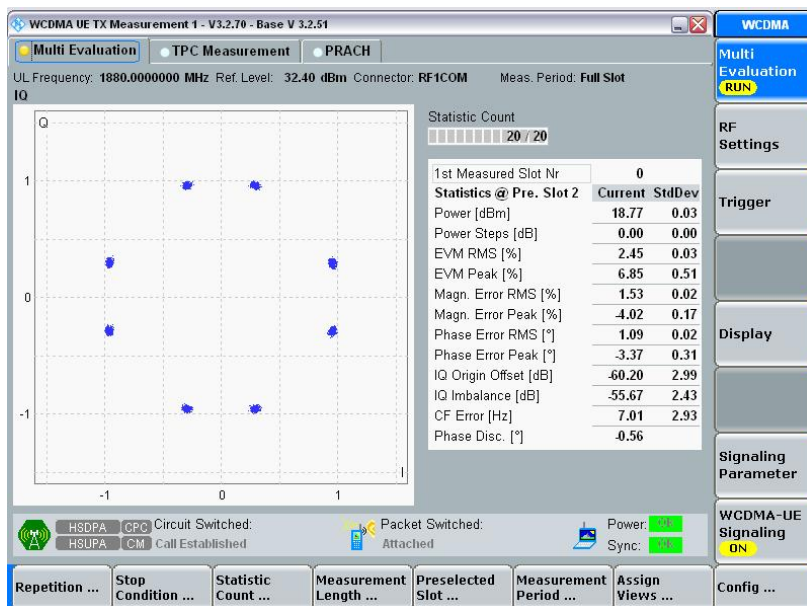 WCDMA UE TX Measurement 1 - V3.2.70 - Base V 3.2.51
WCDMA
Multi Evaluation
TPC Measurement
PRACH
UL Frequency: 1880.0000000 MHz Ref. Level: 32.40 dBm Connector: RF1COM Meas. Period: Full Slot
IQ
Q
1
0
-1
-1 0 1
I
Statistic Count
20 / 20
1st Measured Slot Nr 0
Statistics @ Pre. Slot 2 Current StdDev
Power [dBm] 18.77 0.03
Power Steps [dB] 0.00 0.00
EVM RMS [%] 2.45 0.03
EVM Peak [%] 6.85 0.51
Magn. Error RMS [%] 1.53 0.02
Magn. Error Peak [%] -4.02 0.17
Phase Error RMS [°] 1.09 0.02
Phase Error Peak [°] -3.37 0.31
IQ Origin Offset [dB] -60.20 2.99
IQ Imbalance [dB] -55.67 2.43
CF Error [Hz] 7.01 2.93
Phase Disc. [°] -0.56
HSDPA CPC Circuit Switched:
HSUPA CM Call Established
Packet Switched:
Attached
Power:
Sync:
Multi
Evaluation
RUN
RF
Settings
Trigger
Display
Signaling
Parameter
WCDMA-UE
Signaling
ON
Repetition ...
Stop
Condition ...
Statistic
Count ...
Measurement
Length ...
Preselected
Slot ...
Measurement
Period ...
Assign
Views ...
Config ...